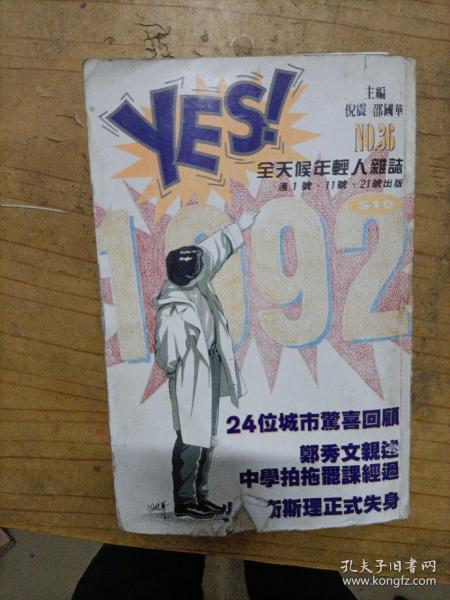 YES!
主編
倪震 邵國華
NO.36
全天候年輕人雜誌
逢1號、11號、21號出版
$10
1992
24位城市驚喜回顧
鄭秀文親述
中學拍拖罷課經過
衛斯理正式失身
孔夫子旧书网
www.kongfz.com